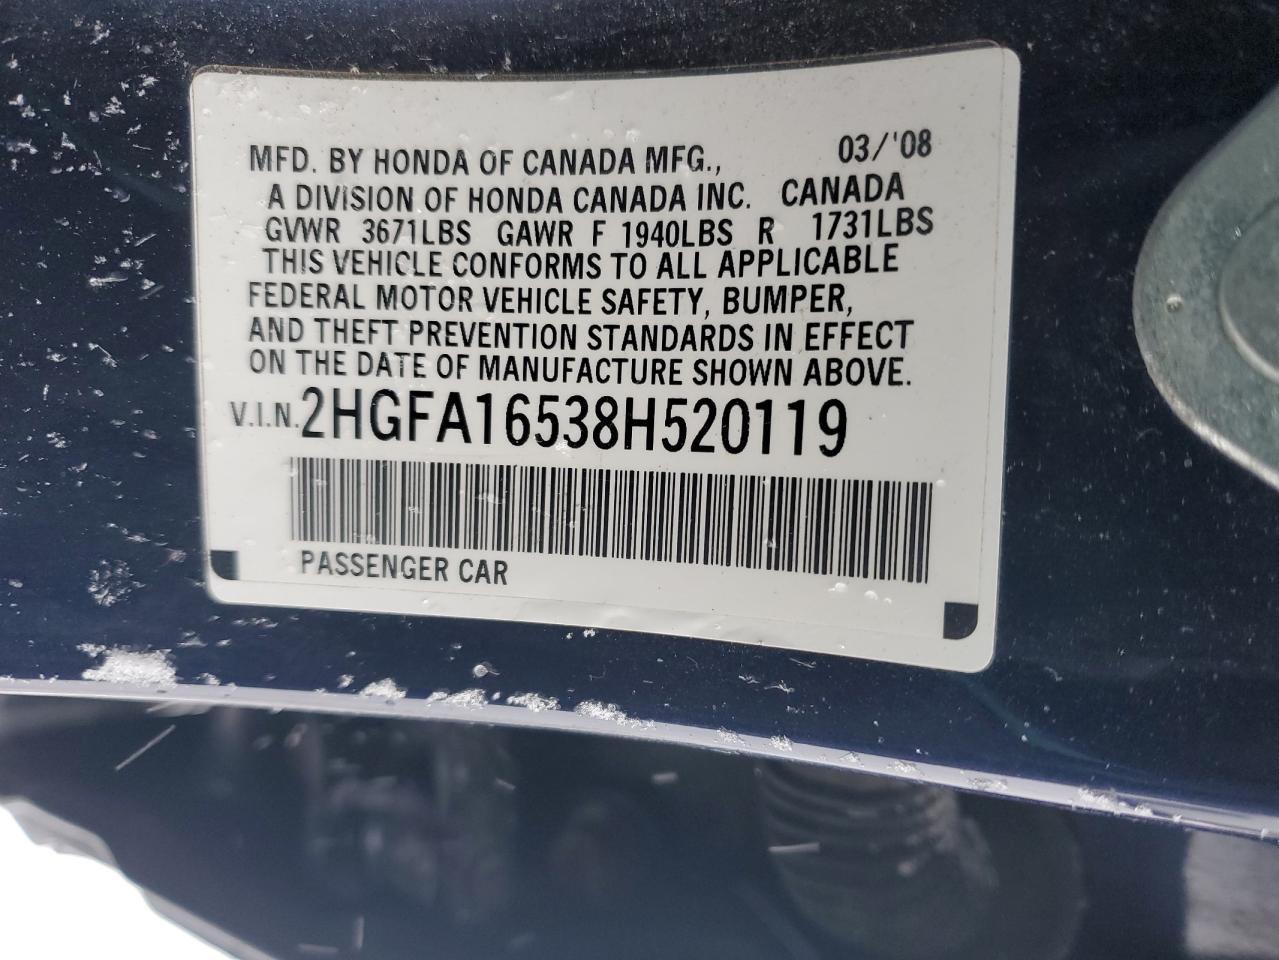 MFD. BY HONDA OF CANADA MFG., 03/'08
A DIVISION OF HONDA CANADA INC. CANADA
GVWR 3671LBS GAWR F 1940LBS R 1731LBS
THIS VEHICLE CONFORMS TO ALL APPLICABLE
FEDERAL MOTOR VEHICLE SAFETY, BUMPER,
AND THEFT PREVENTION STANDARDS IN EFFECT
ON THE DATE OF MANUFACTURE SHOWN ABOVE.
V.I.N. 2HGFA16538H520119
PASSENGER CAR